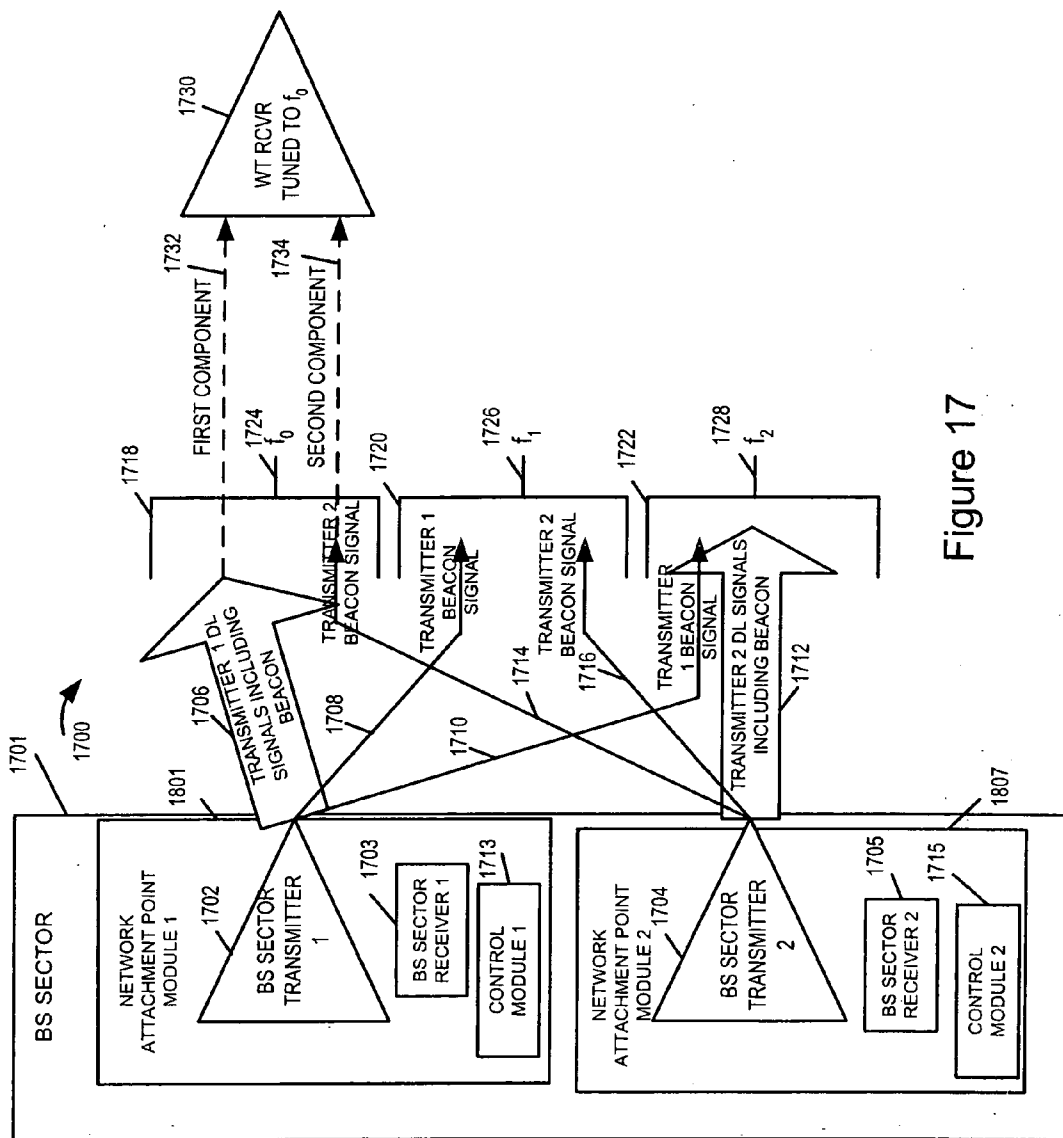 1701
1700
BS SECTOR
NETWORK
ATTACHMENT POINT
MODULE 1
1801
1702
BS SECTOR
TRANSMITTER
1
1703
BS SECTOR
RECEIVER 1
1713
CONTROL
MODULE 1
NETWORK
ATTACHMENT POINT
MODULE 2
1807
1704
BS SECTOR
TRANSMITTER
2
1705
BS SECTOR
RECEIVER 2
1715
CONTROL
MODULE 2
1706
TRANSMITTER 1 DL
SIGNALS INCLUDING
BEACON
1708
1710
1714
1716
1712
TRANSMITTER 2 DL SIGNALS
INCLUDING BEACON
TRANSMITTER 2
BEACON SIGNAL
TRANSMITTER 1
BEACON
SIGNAL
TRANSMITTER 2
BEACON SIGNAL
TRANSMITTER
1 BEACON
SIGNAL
1718
1724
f0
1720
1726
f1
1722
1728
f2
FIRST COMPONENT
1732
SECOND COMPONENT
1734
1730
WT RCVR
TUNED TO f0
Figure 17